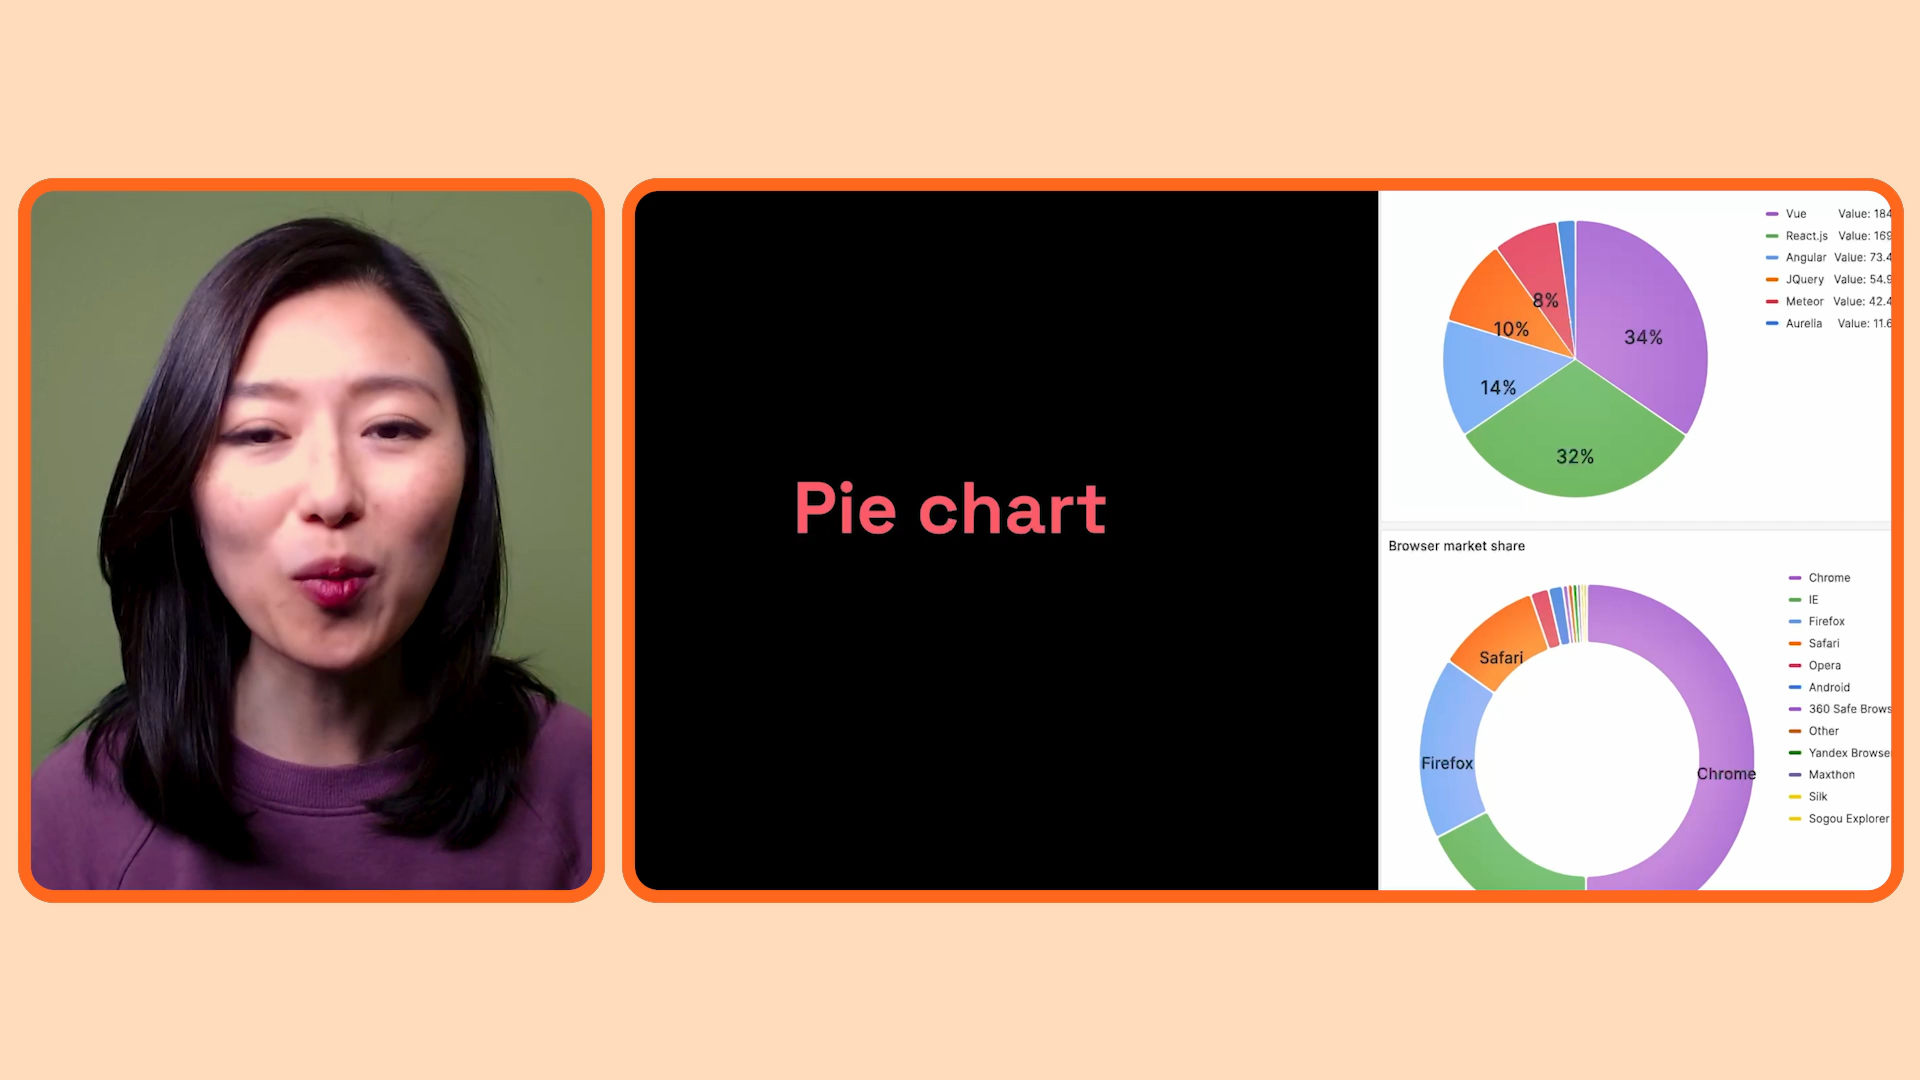 Pie chart
Vue Value: 184
React.js Value: 169
Angular Value: 73.4
JQuery Value: 54.9
Meteor Value: 42.4
Aurelia Value: 11.6
8%
10%
34%
14%
32%
Browser market share
Chrome
IE
Firefox
Safari
Opera
Android
360 Safe Brows
Other
Yandex Browse
Maxthon
Silk
Sogou Explorer
Safari
Firefox
Chrome